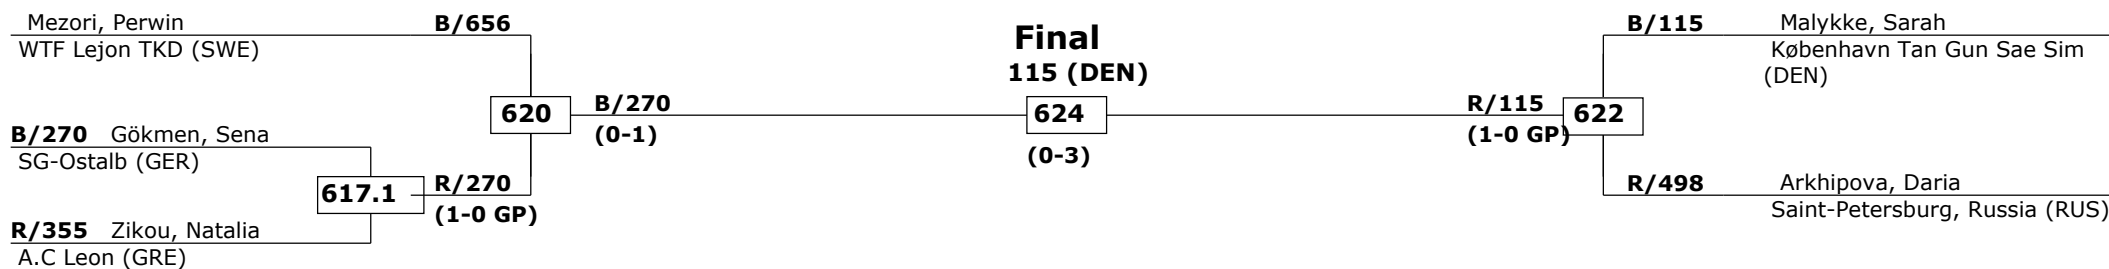 Mezori, Perwin
B/656
WTF Lejon TKD (SWE)
620
B/270
(0-1)
B/270 Gökmen, Sena
SG-Ostalb (GER)
617.1
R/270
(1-0 GP)
R/355 Zikou, Natalia
A.C Leon (GRE)
Final
115 (DEN)
624
(0-3)
B/115
Malykke, Sarah
København Tan Gun Sae Sim
(DEN)
R/115
(1-0 GP)
622
R/498
Arkhipova, Daria
Saint-Petersburg, Russia (RUS)